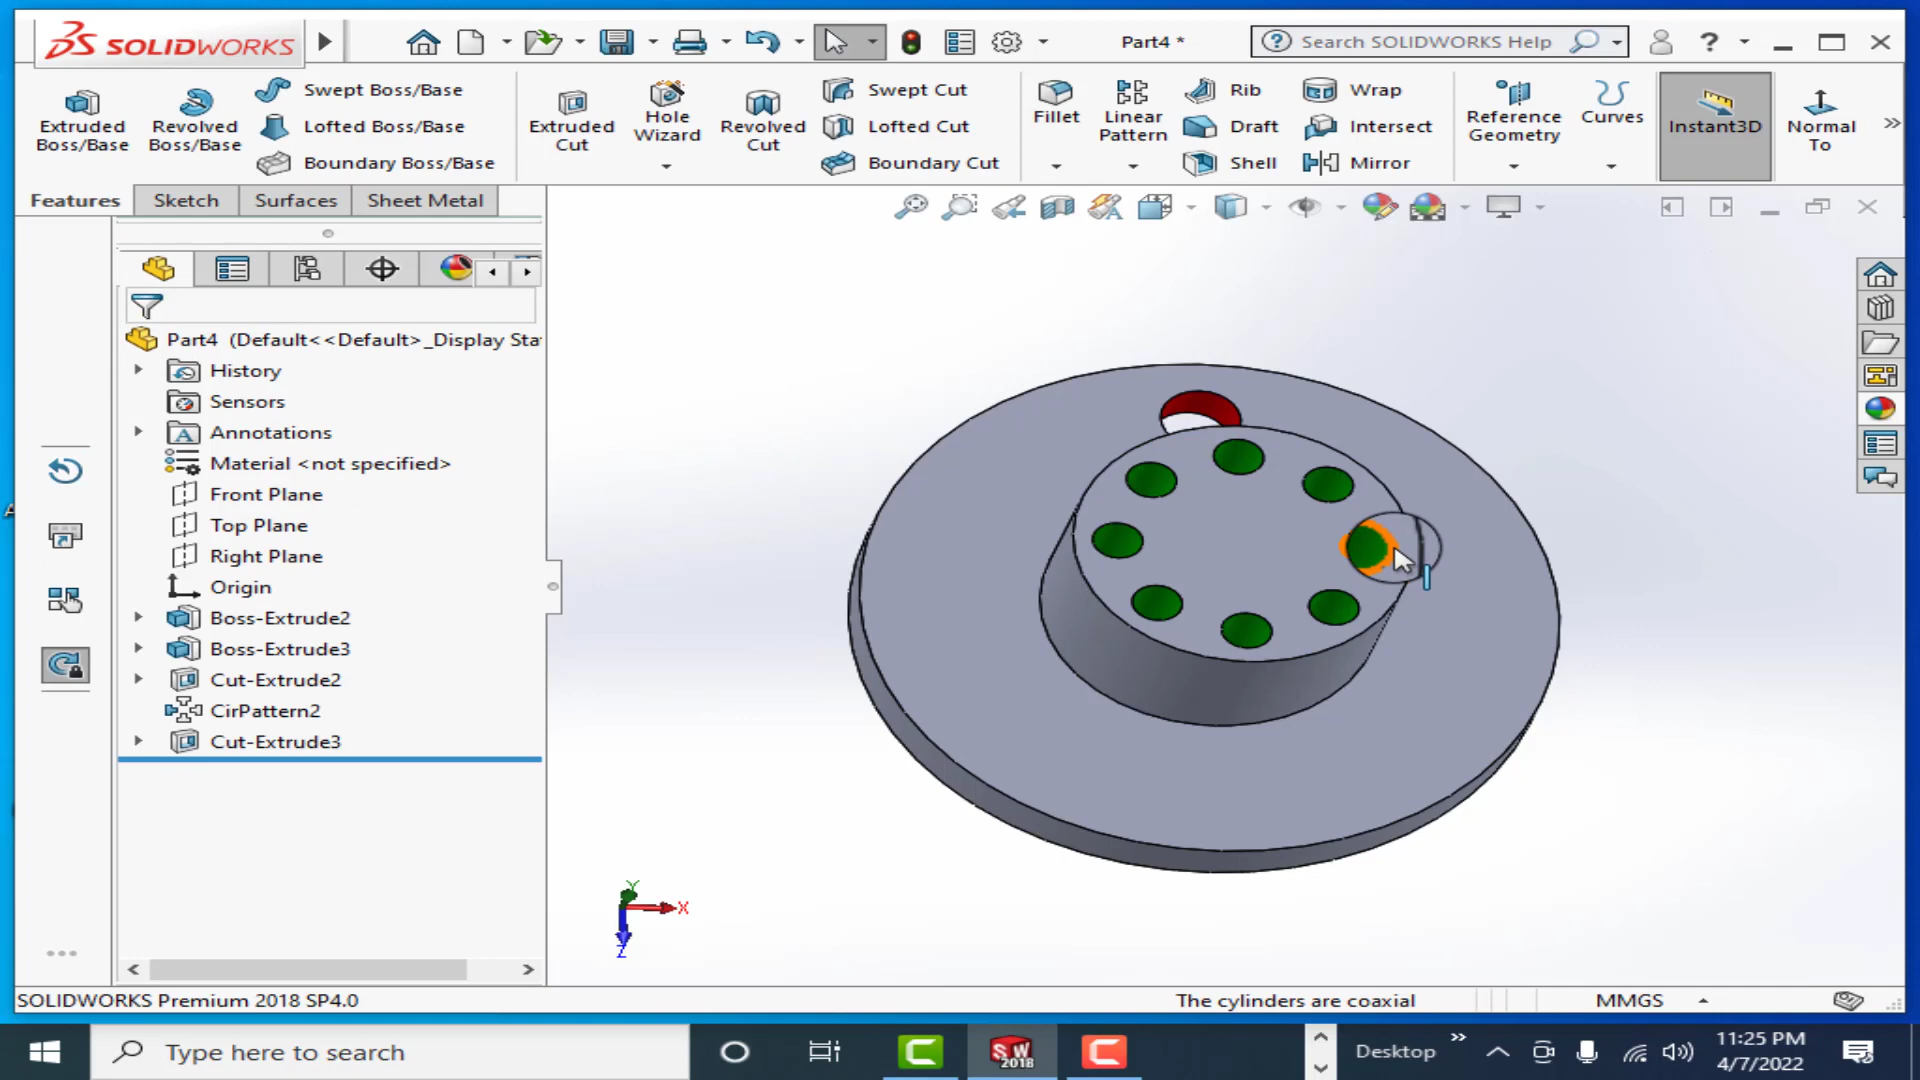 SOLIDWORKS
Part4 *
Search SOLIDWORKS Help
Extruded Boss/Base
Revolved Boss/Base
Swept Boss/Base
Lofted Boss/Base
Boundary Boss/Base
Extruded Cut
Hole Wizard
Revolved Cut
Swept Cut
Lofted Cut
Boundary Cut
Fillet
Linear Pattern
Rib
Draft
Shell
Wrap
Intersect
Mirror
Reference Geometry
Curves
Instant3D
Normal To
Features
Sketch
Surfaces
Sheet Metal
Part4 (Default<<Default>_Display Sta
History
Sensors
Annotations
Material <not specified>
Front Plane
Top Plane
Right Plane
Origin
Boss-Extrude2
Boss-Extrude3
Cut-Extrude2
CirPattern2
Cut-Extrude3
Y
X
Z
SOLIDWORKS Premium 2018 SP4.0
The cylinders are coaxial
MMGS
Type here to search
SW 2018
Desktop
11:25 PM
4/7/2022